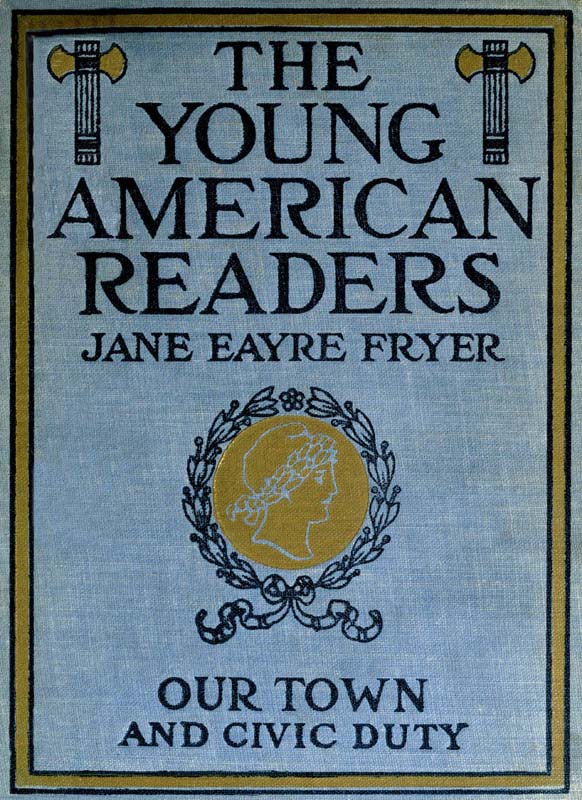 THE
YOUNG
AMERICAN
READERS
JANE EAYRE FRYER
OUR TOWN
AND CIVIC DUTY